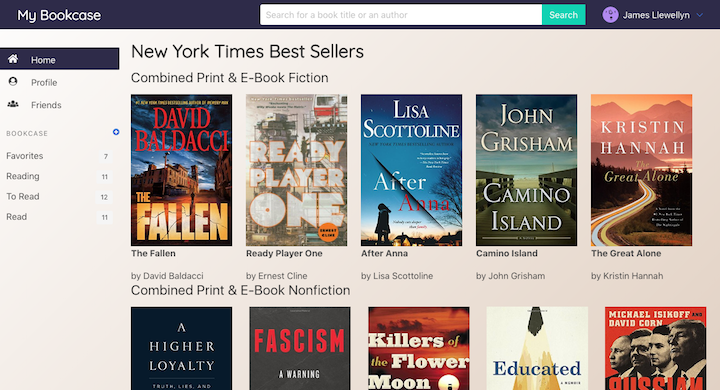 My Bookcase
Search for a book title or an author
Search
James Llewellyn
Home
Profile
Friends
BOOKCASE
Favorites 7
Reading 11
To Read 12
Read 11
New York Times Best Sellers
Combined Print & E-Book Fiction
#1 NEW YORK TIMES BESTSELLING AUTHOR OF MEMORY MAN
DAVID
BALDACCI
THE
FALLEN
READY
PLAYER
ONE
ERNEST
CLINE
LISA
SCOTTOLINE
After
Anna
JOHN
GRISHAM
CAMINO
ISLAND
KRISTIN
HANNAH
The
Great Alone
The Fallen
by David Baldacci
Ready Player One
by Ernest Cline
After Anna
by Lisa Scottoline
Camino Island
by John Grisham
The Great Alone
by Kristin Hannah
Combined Print & E-Book Nonfiction
A
HIGHER
LOYALTY
TRUTH, LIES, AND
FASCISM
A WARNING
Killers of
the Flower
Moon
Educated
A MEMOIR
MICHAEL ISIKOFF
AND
DAVID CORN
RUSSIAN